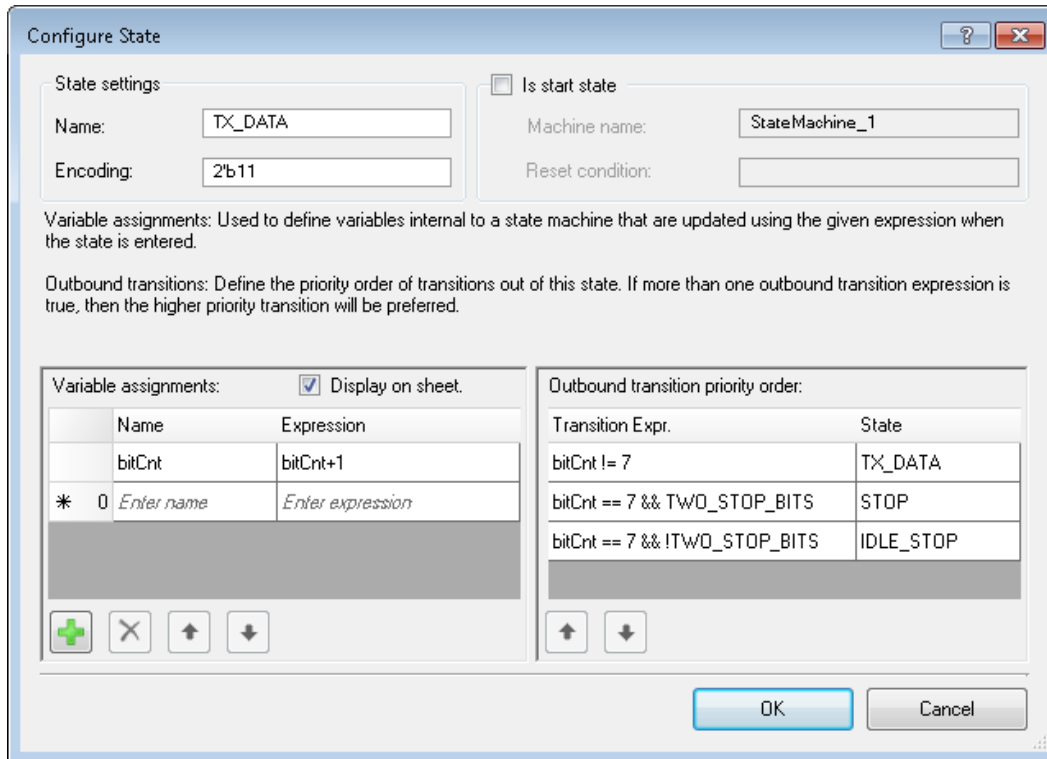 Configure State
State settings
Name: TX_DATA
Encoding: 2'b11
Is start state
Machine name: StateMachine_1
Reset condition:
Variable assignments: Used to define variables internal to a state machine that are updated using the given expression when
the state is entered.
Outbound transitions: Define the priority order of transitions out of this state. If more than one outbound transition expression is
true, then the higher priority transition will be preferred.
Variable assignments: Display on sheet.
Name Expression
bitCnt bitCnt+1
* 0 Enter name Enter expression
Outbound transition priority order:
Transition Expr. State
bitCnt != 7 TX_DATA
bitCnt == 7 && TWO_STOP_BITS STOP
bitCnt == 7 && !TWO_STOP_BITS IDLE_STOP
OK Cancel